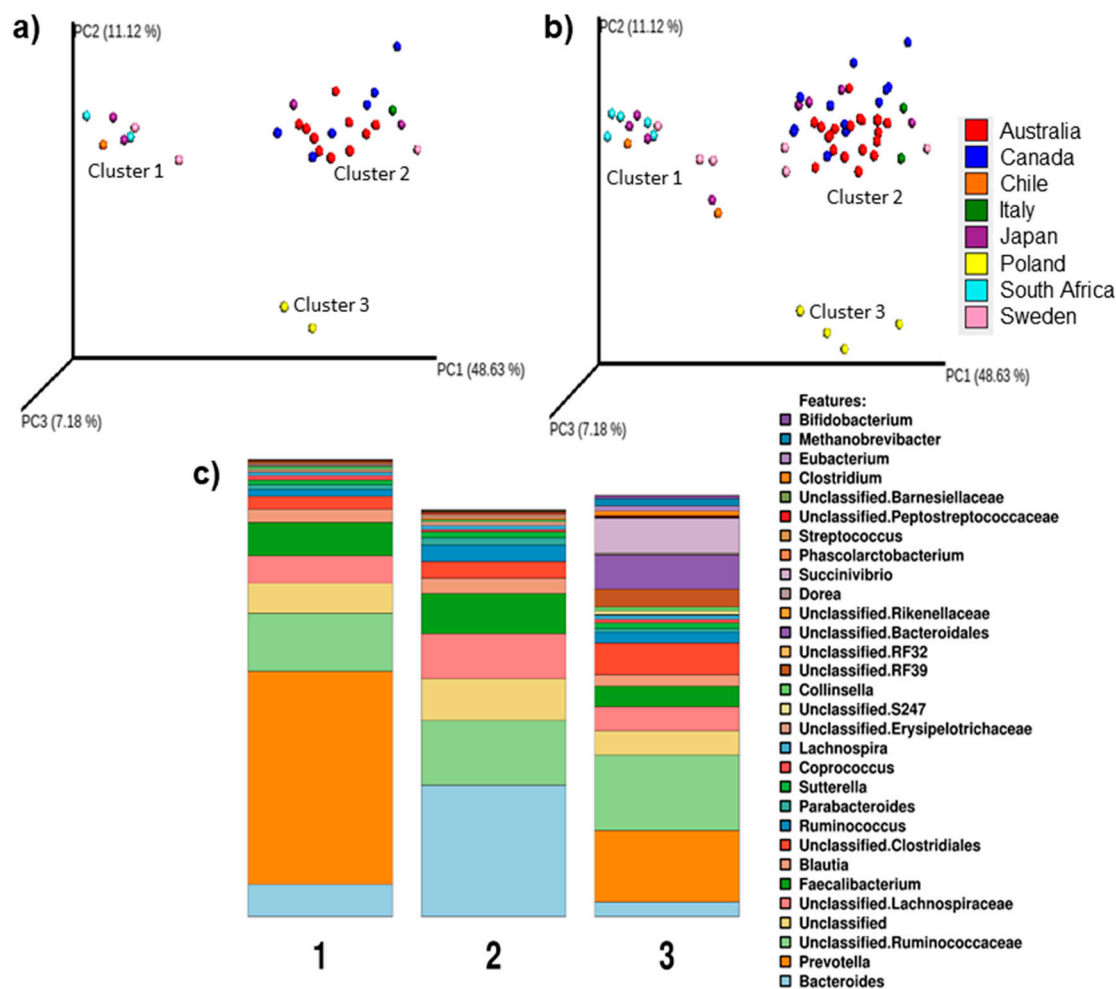 a)
PC2 (11.12 %)
Cluster 1
Cluster 2
Cluster 3
PC1 (48.63 %)
PC3 (7.18 %)
b)
PC2 (11.12 %)
Cluster 1
Cluster 2
Cluster 3
PC1 (48.63 %)
PC3 (7.18 %)
Australia
Canada
Chile
Italy
Japan
Poland
South Africa
Sweden
c)
1
2
3
Features:
Bifidobacterium
Methanobrevibacter
Eubacterium
Clostridium
Unclassified.Barnesiellaceae
Unclassified.Peptostreptococcaceae
Streptococcus
Phascolarctobacterium
Succinivibrio
Dorea
Unclassified.Rikenellaceae
Unclassified.Bacteroidales
Unclassified.RF32
Unclassified.RF39
Collinsella
Unclassified.S247
Unclassified.Erysipelotrichaceae
Lachnospira
Coprococcus
Sutterella
Parabacteroides
Ruminococcus
Unclassified.Clostridiales
Blautia
Faecalibacterium
Unclassified.Lachnospiraceae
Unclassified
Unclassified.Ruminococcaceae
Prevotella
Bacteroides